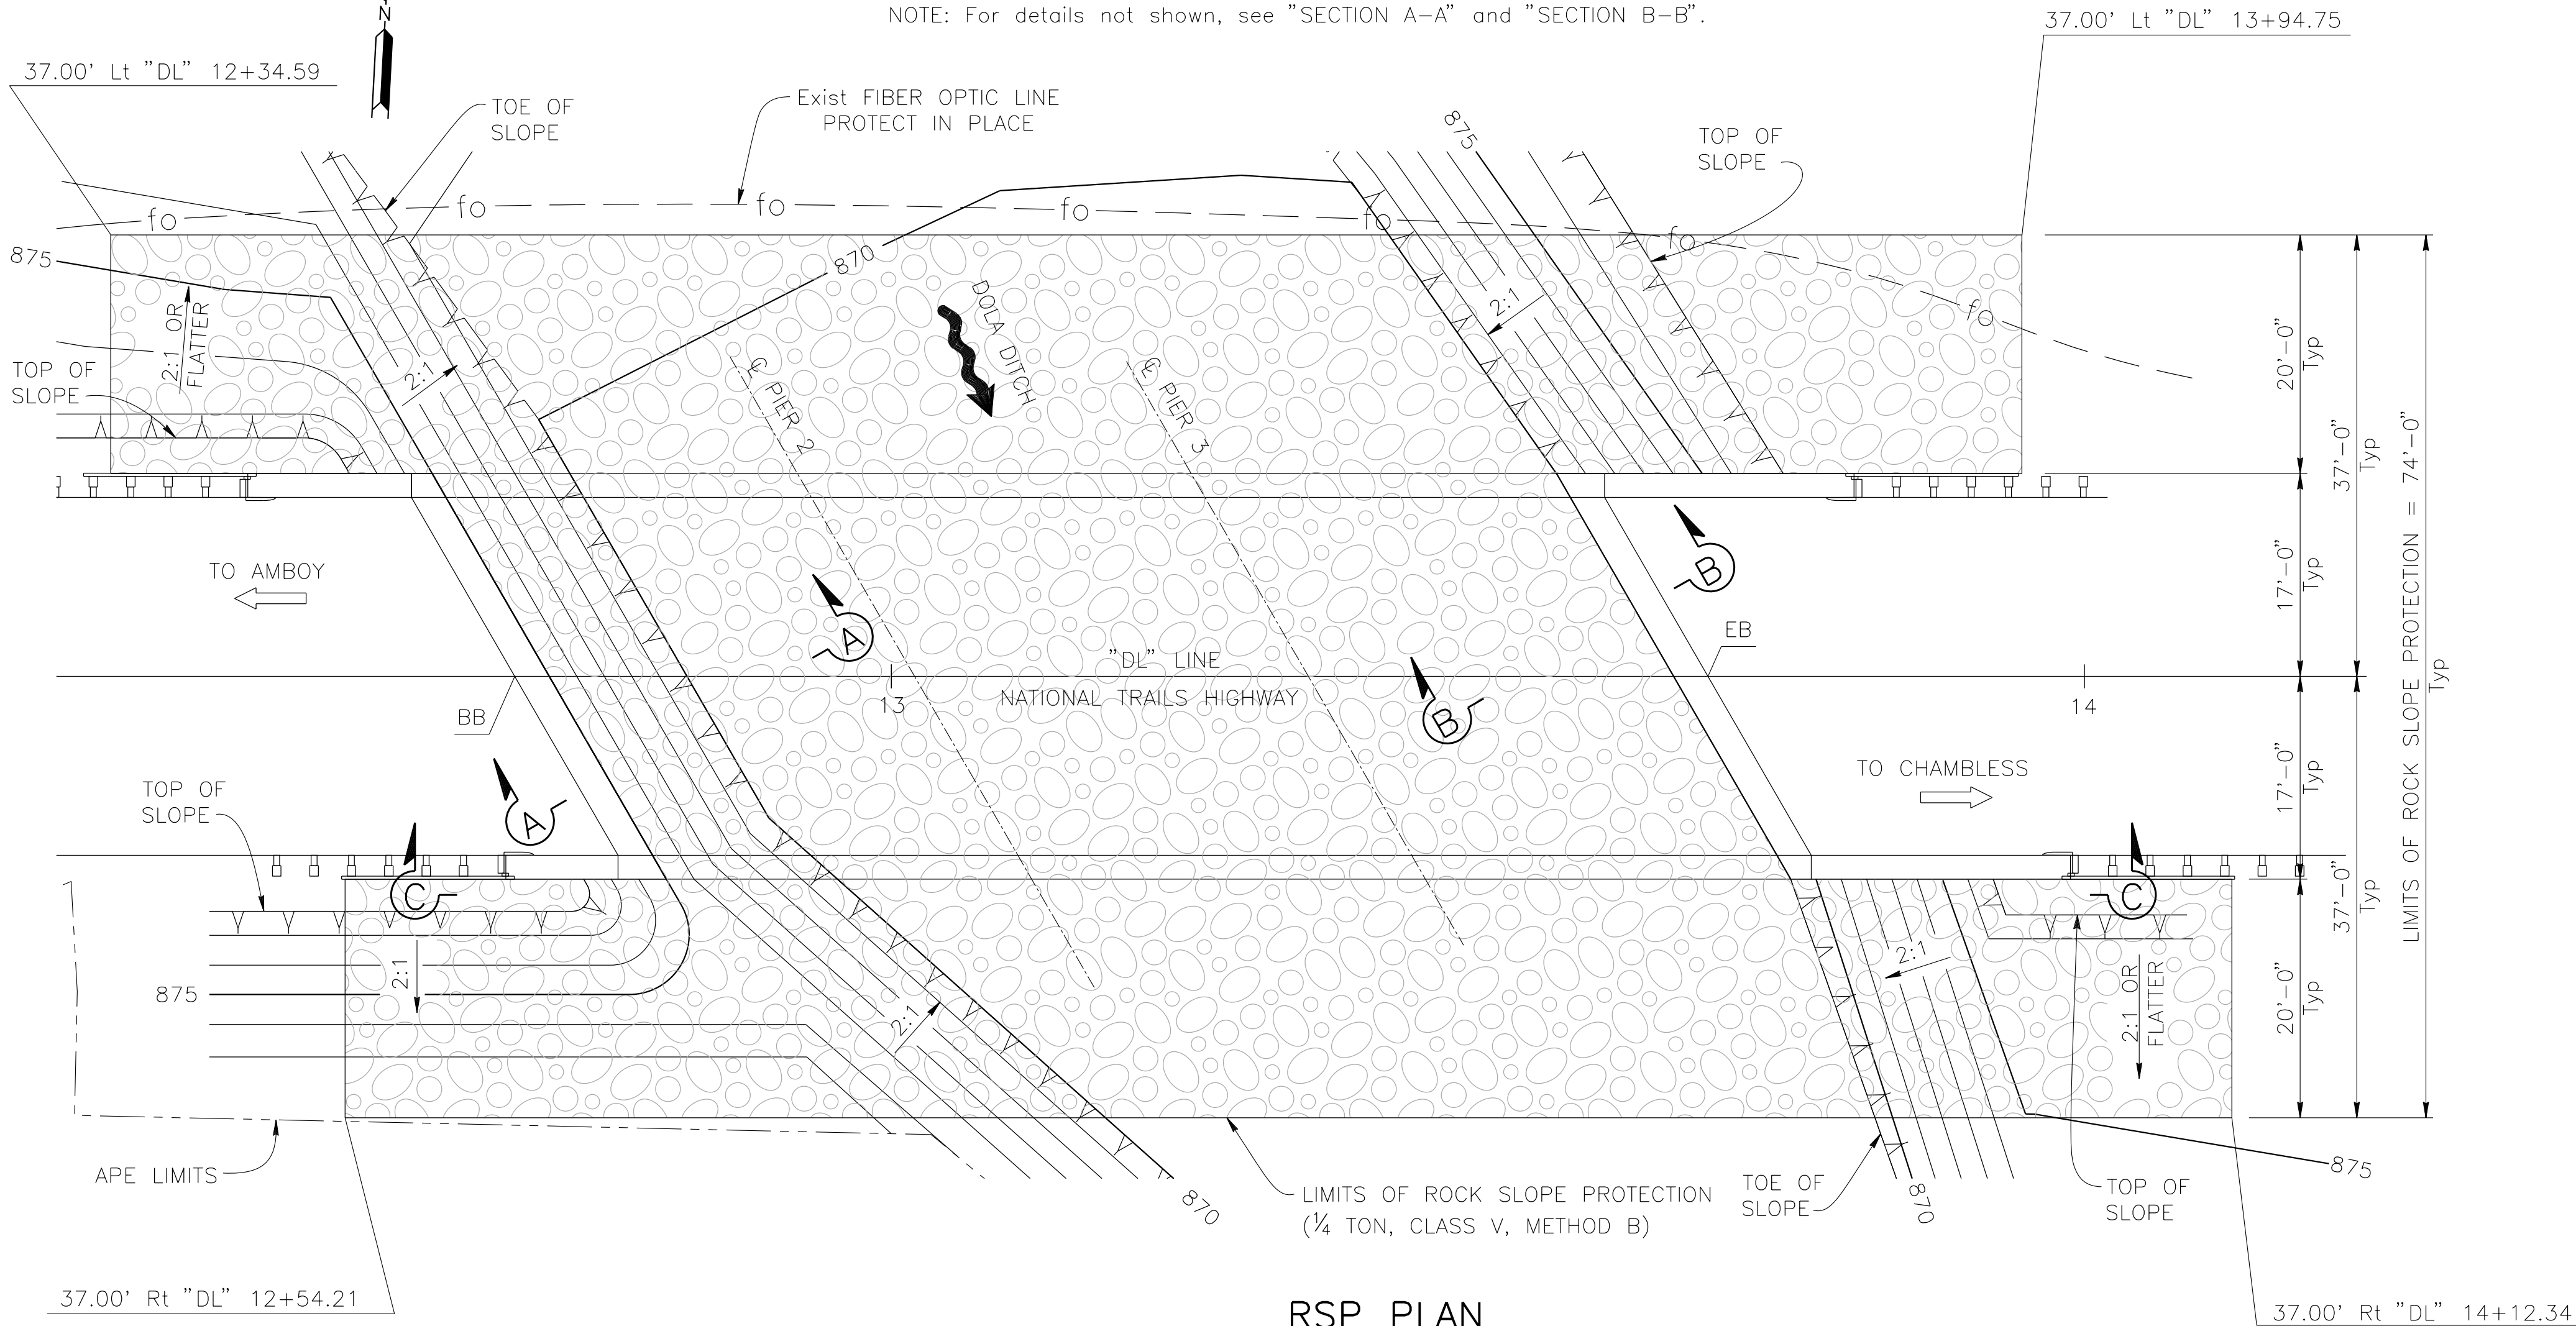 NOTE: For details not shown, see "SECTION A–A" and "SECTION B–B".
37.00' Lt "DL" 13+94.75
N
37.00' Lt "DL" 12+34.59
TOE OF
SLOPE
Exist FIBER OPTIC LINE
PROTECT IN PLACE
875
TOP OF
SLOPE
fo
fo
fo
fo
fo
fo
fo
875
870
DOLA DITCH
2:1
2:1 OR
FLATTER
2:1
TOP OF
SLOPE
℄ PIER 2
℄ PIER 3
20'-0"
Typ
37'-0"
Typ
17'-0"
Typ
LIMITS OF ROCK SLOPE PROTECTION = 74'-0"
Typ
TO AMBOY
B
A
EB
"DL" LINE
13
NATIONAL TRAILS HIGHWAY
14
BB
B
TO CHAMBLESS
17'-0"
Typ
TOP OF
SLOPE
A
C
C
37'-0"
Typ
875
2:1
2:1
2:1
2:1 OR
FLATTER
20'-0"
Typ
APE LIMITS
870
LIMITS OF ROCK SLOPE PROTECTION
(¼ TON, CLASS V, METHOD B)
TOE OF
SLOPE
870
TOP OF
SLOPE
875
37.00' Rt "DL" 12+54.21
RSP PLAN
37.00' Rt "DL" 14+12.34